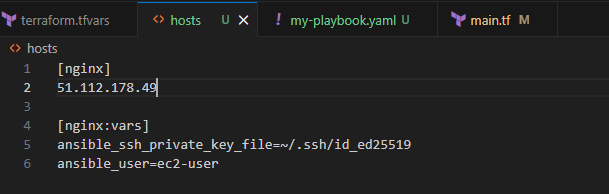 terraform.tfvars
hosts U
my-playbook.yaml U
main.tf M
hosts
1 [nginx]
2 51.112.178.49
3
4 [nginx:vars]
5 ansible_ssh_private_key_file=~/.ssh/id_ed25519
6 ansible_user=ec2-user